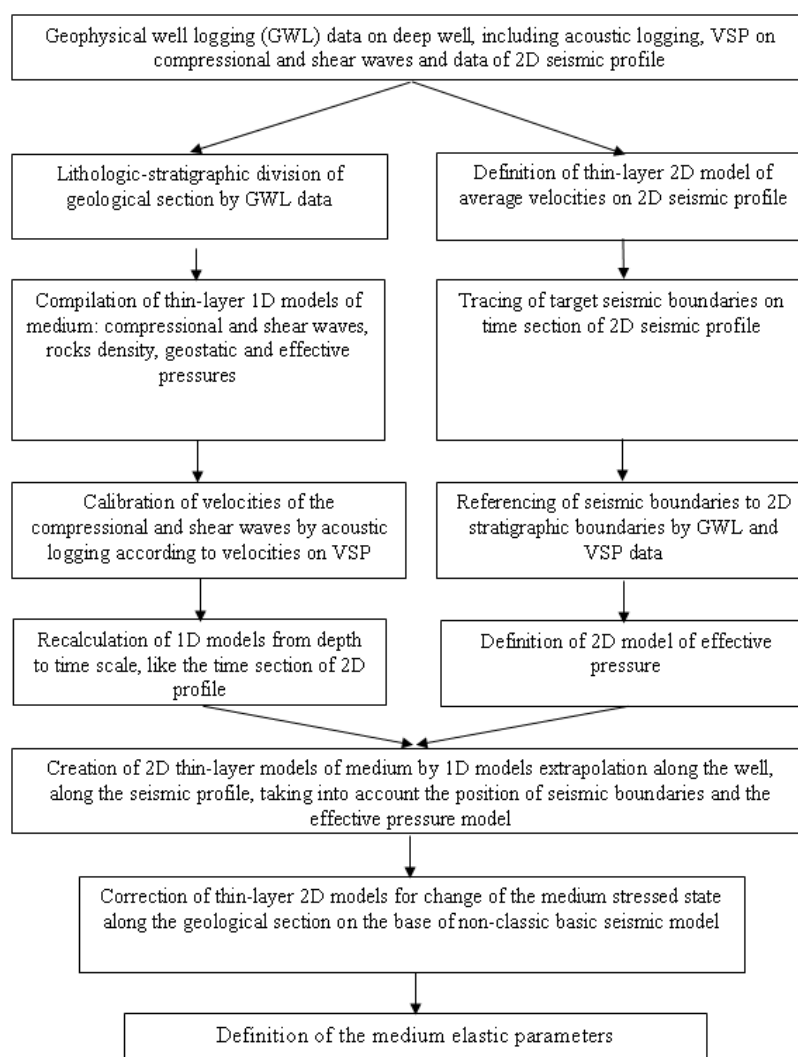 Geophysical well logging (GWL) data on deep well, including acoustic logging, VSP on
compressional and shear waves and data of 2D seismic profile
Lithologic-stratigraphic division of
geological section by GWL data
Definition of thin-layer 2D model of
average velocities on 2D seismic profile
Compilation of thin-layer 1D models of
medium: compressional and shear waves,
rocks density, geostatic and effective
pressures
Tracing of target seismic boundaries on
time section of 2D seismic profile
Calibration of velocities of the
compressional and shear waves by acoustic
logging according to velocities on VSP
Referencing of seismic boundaries to 2D
stratigraphic boundaries by GWL and
VSP data
Recalculation of 1D models from depth
to time scale, like the time section of 2D
profile
Definition of 2D model of effective
pressure
Creation of 2D thin-layer models of medium by 1D models extrapolation along the well,
along the seismic profile, taking into account the position of seismic boundaries and the
effective pressure model
Correction of thin-layer 2D models for change of the medium stressed state
along the geological section on the base of non-classic basic seismic model
Definition of the medium elastic parameters